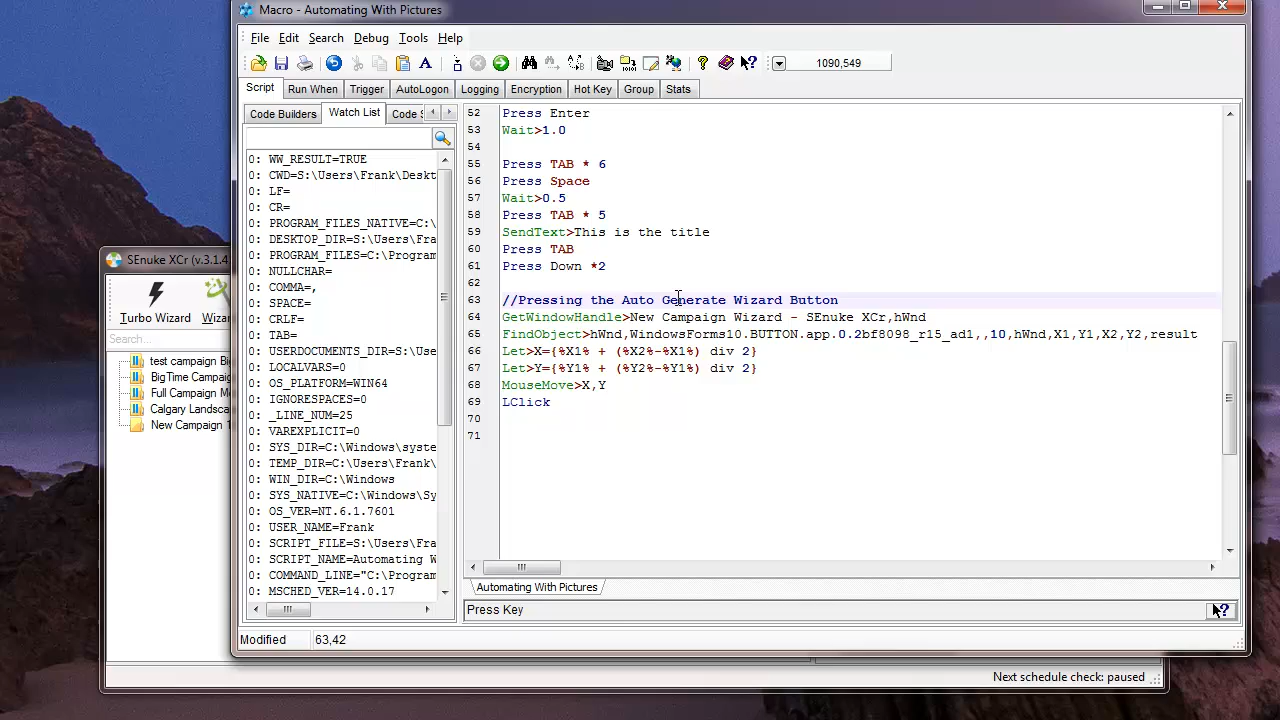 Macro - Automating With Pictures
File Edit Search Debug Tools Help
1090,549
Script Run When Trigger AutoLogon Logging Encryption Hot Key Group Stats
Code Builders Watch List Code
0: WW_RESULT=TRUE
0: CWD=S:\Users\Frank\Deskt
0: LF=
0: CR=
0: PROGRAM_FILES_NATIVE=C:\
0: DESKTOP_DIR=S:\Users\Fra
0: PROGRAM_FILES=C:\Program
0: NULLCHAR=
0: COMMA=,
0: SPACE=
0: CRLF=
0: TAB=
0: USERDOCUMENTS_DIR=S:\Use
0: LOCALVARS=0
0: OS_PLATFORM=WIN64
0: IGNORESPACES=0
0: _LINE_NUM=25
0: VAREXPLICIT=0
0: SYS_DIR=C:\Windows\syste
0: TEMP_DIR=C:\Users\Frank\
0: WIN_DIR=C:\Windows
0: SYS_NATIVE=C:\Windows\Sy
0: OS_VER=NT.6.1.7601
0: USER_NAME=Frank
0: SCRIPT_FILE=S:\Users\Fra
0: SCRIPT_NAME=Automating W
0: COMMAND_LINE="C:\Program
0: MSCHED_VER=14.0.17
52 Press Enter
53 Wait>1.0
54
55 Press TAB * 6
56 Press Space
57 Wait>0.5
58 Press TAB * 5
59 SendText>This is the title
60 Press TAB
61 Press Down *2
62
63 //Pressing the Auto Generate Wizard Button
64 GetWindowHandle>New Campaign Wizard - SEnuke XCr,hWnd
65 FindObject>hWnd,WindowsForms10.BUTTON.app.0.2bf8098_r15_ad1,,10,hWnd,X1,Y1,X2,Y2,result
66 Let>X={%X1% + (%X2%-%X1%) div 2}
67 Let>Y={%Y1% + (%Y2%-%Y1%) div 2}
68 MouseMove>X,Y
69 LClick
70
71
Automating With Pictures
Press Key
Modified 63,42
SEnuke XCr (v.3.1.4
Turbo Wizard Wizar
Search...
test campaign Bi
BigTime Campai
Full Campaign M
Calgary Landsca
New Campaign T
Next schedule check: paused